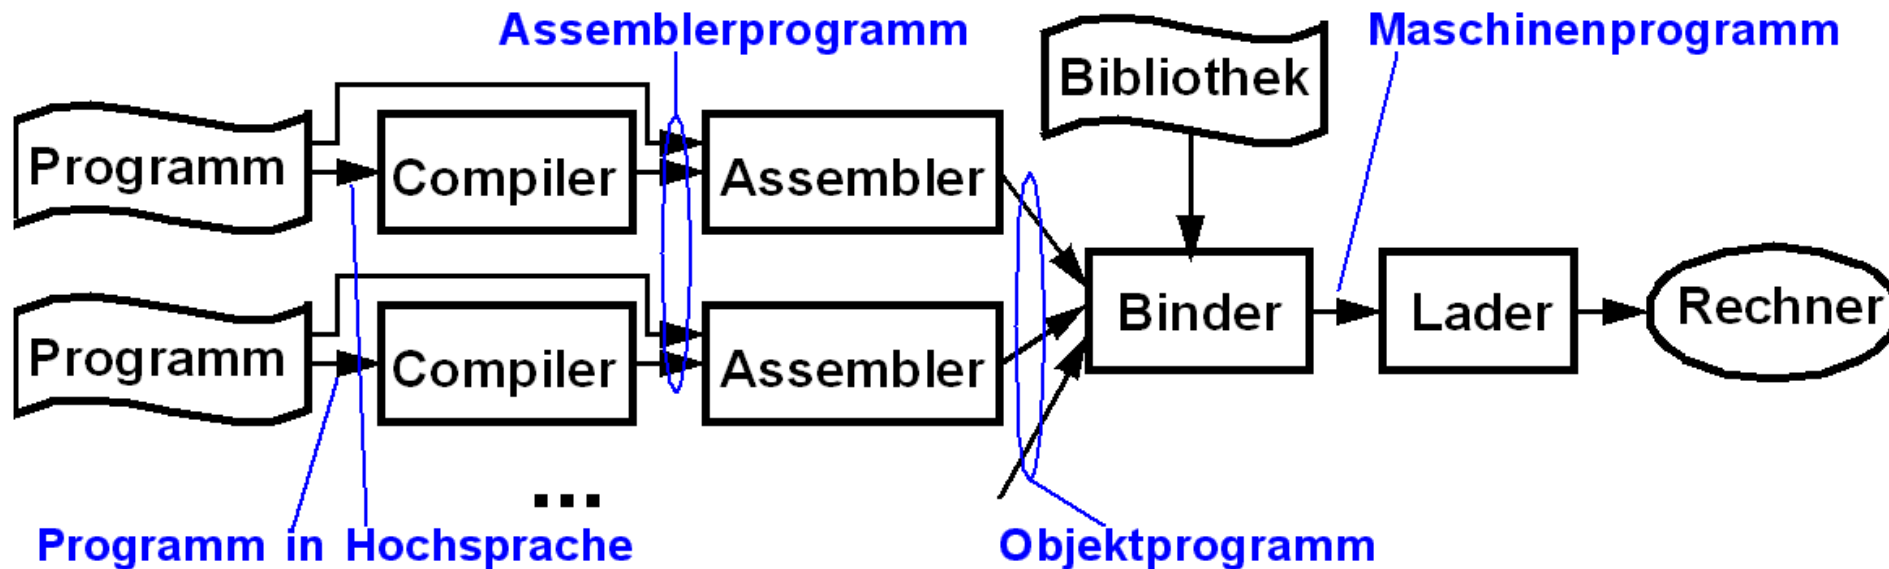 Assemblerprogramm
Maschinenprogramm
Bibliothek
Programm
Compiler
Assembler
Binder
Lader
Rechner
Programm
Compiler
Assembler
...
Programm in Hochsprache
Objektprogramm